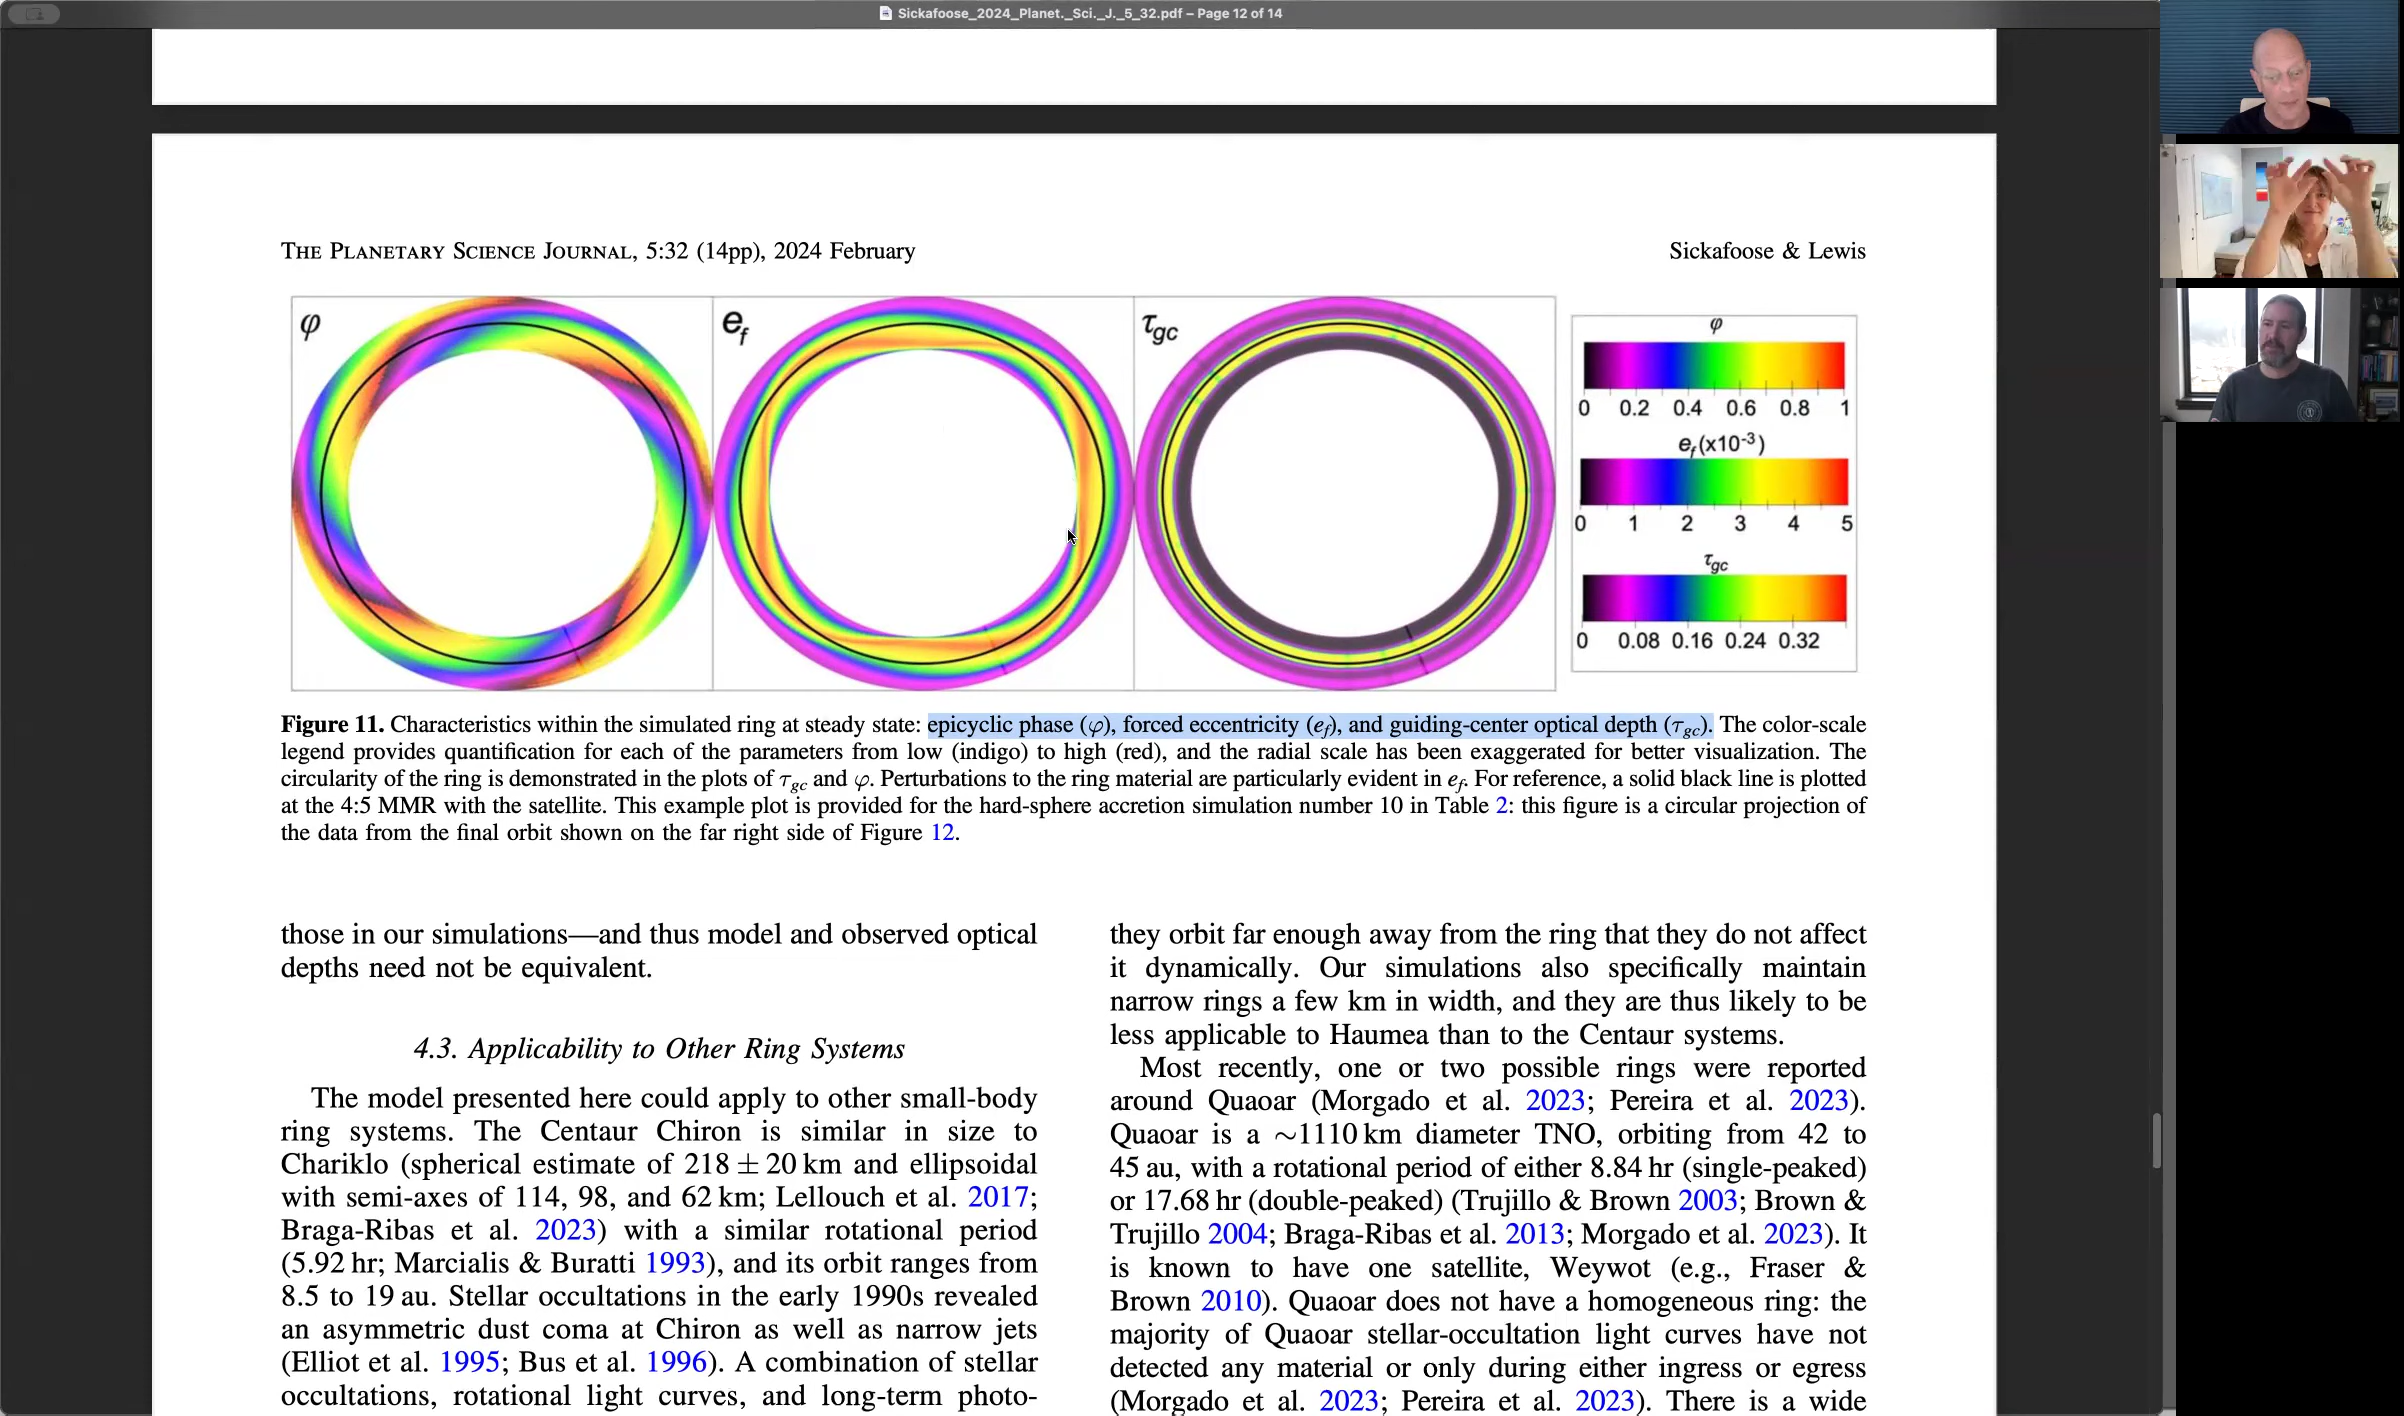 Sickafoose_2024_Planet._Sci._J._5_32.pdf – Page 12 of 14
THE PLANETARY SCIENCE JOURNAL, 5:32 (14pp), 2024 February
Sickafoose & Lewis
φ
e_f
τ_gc
φ
0 0.2 0.4 0.6 0.8 1
e_f(x10⁻³)
0 1 2 3 4 5
τ_gc
0 0.08 0.16 0.24 0.32
Figure 11. Characteristics within the simulated ring at steady state: epicyclic phase (φ), forced eccentricity (e_f), and guiding-center optical depth (τ_gc). The color-scale
legend provides quantification for each of the parameters from low (indigo) to high (red), and the radial scale has been exaggerated for better visualization. The
circularity of the ring is demonstrated in the plots of τ_gc and φ. Perturbations to the ring material are particularly evident in e_f. For reference, a solid black line is plotted
at the 4:5 MMR with the satellite. This example plot is provided for the hard-sphere accretion simulation number 10 in Table 2: this figure is a circular projection of
the data from the final orbit shown on the far right side of Figure 12.
those in our simulations—and thus model and observed optical
depths need not be equivalent.
4.3. Applicability to Other Ring Systems
The model presented here could apply to other small-body
ring systems. The Centaur Chiron is similar in size to
Chariklo (spherical estimate of 218 ± 20 km and ellipsoidal
with semi-axes of 114, 98, and 62 km; Lellouch et al. 2017;
Braga-Ribas et al. 2023) with a similar rotational period
(5.92 hr; Marcialis & Buratti 1993), and its orbit ranges from
8.5 to 19 au. Stellar occultations in the early 1990s revealed
an asymmetric dust coma at Chiron as well as narrow jets
(Elliot et al. 1995; Bus et al. 1996). A combination of stellar
occultations, rotational light curves, and long-term photo-
they orbit far enough away from the ring that they do not affect
it dynamically. Our simulations also specifically maintain
narrow rings a few km in width, and they are thus likely to be
less applicable to Haumea than to the Centaur systems.
Most recently, one or two possible rings were reported
around Quaoar (Morgado et al. 2023; Pereira et al. 2023).
Quaoar is a ∼1110 km diameter TNO, orbiting from 42 to
45 au, with a rotational period of either 8.84 hr (single-peaked)
or 17.68 hr (double-peaked) (Trujillo & Brown 2003; Brown &
Trujillo 2004; Braga-Ribas et al. 2013; Morgado et al. 2023). It
is known to have one satellite, Weywot (e.g., Fraser &
Brown 2010). Quaoar does not have a homogeneous ring: the
majority of Quaoar stellar-occultation light curves have not
detected any material or only during either ingress or egress
(Morgado et al. 2023; Pereira et al. 2023). There is a wide